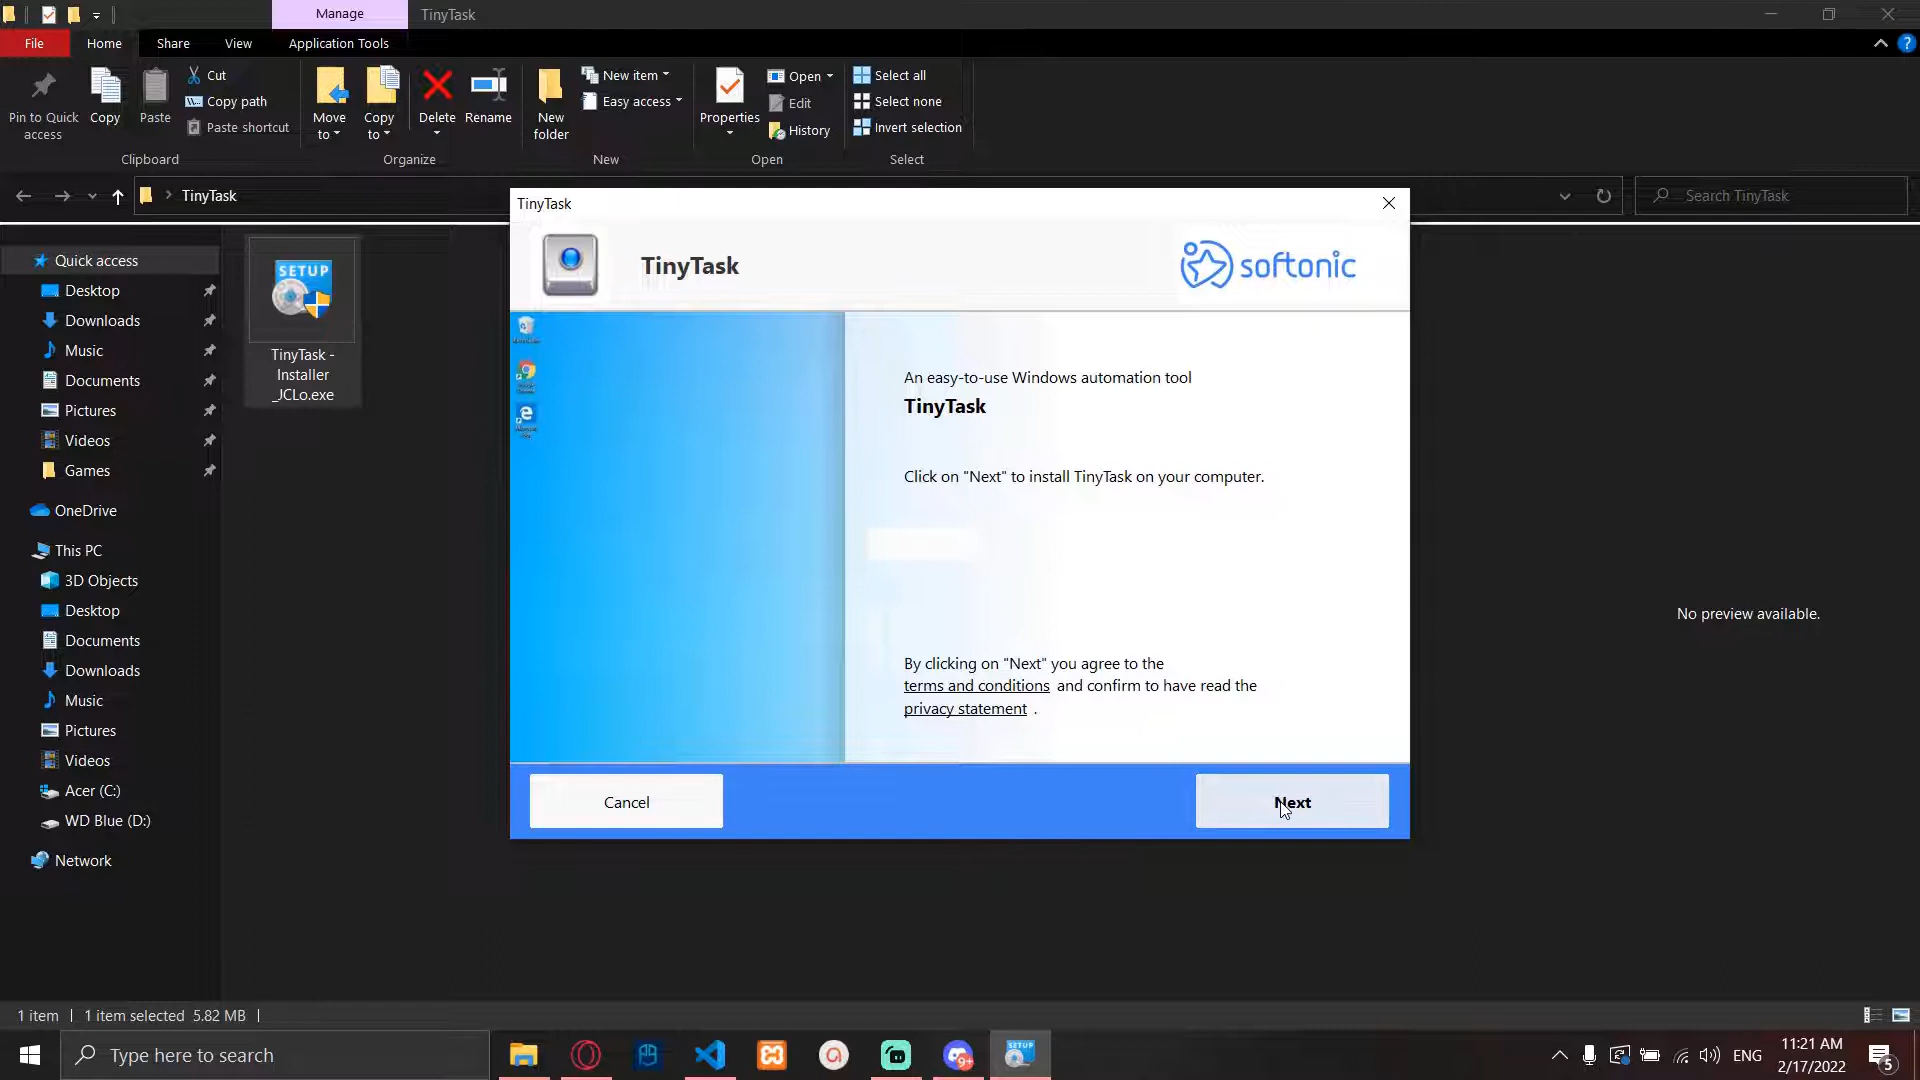 Manage
TinyTask
File
Home
Share
View
Application Tools
Pin to Quick
access
Copy
Paste
Cut
Copy path
Paste shortcut
Clipboard
Move
to
Copy
to
Delete
Rename
Organize
New
folder
New item
Easy access
New
Properties
Open
Edit
History
Open
Select all
Select none
Invert selection
Select
TinyTask
Search TinyTask
Quick access
Desktop
Downloads
Music
Documents
Pictures
Videos
Games
OneDrive
This PC
3D Objects
Desktop
Documents
Downloads
Music
Pictures
Videos
Acer (C:)
WD Blue (D:)
Network
SETUP
TinyTask -
Installer
_JCLo.exe
TinyTask
TinyTask
softonic
An easy-to-use Windows automation tool
TinyTask
Click on "Next" to install TinyTask on your computer.
By clicking on "Next" you agree to the
terms and conditions and confirm to have read the
privacy statement .
Cancel
Next
No preview available.
1 item
1 item selected 5.82 MB
Type here to search
9+
SETUP
ENG
11:21 AM
2/17/2022
5